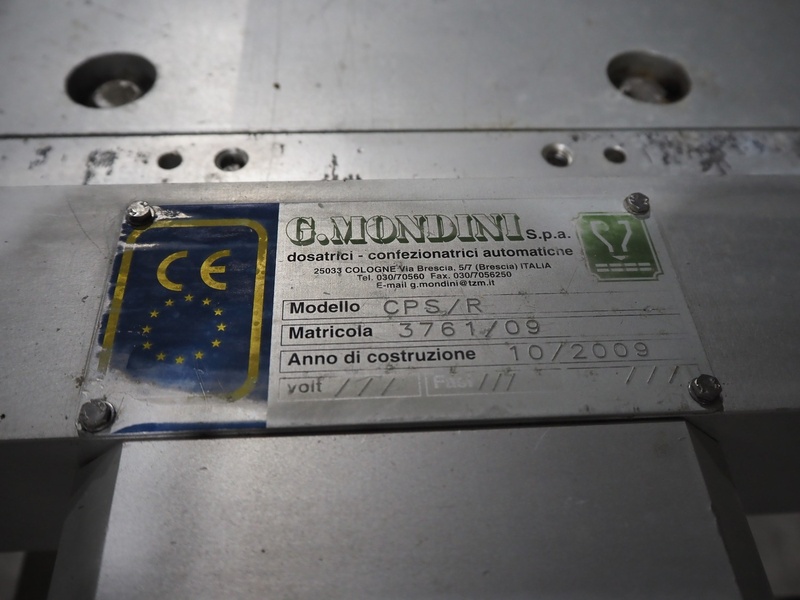 CE
G.MONDINI S.p.a.
dosatrici - confezionatrici automatiche
25033 COLOGNE Via Brescia, 5/7 (Brescia) ITALIA
Tel. 030/70560 Fax. 030/7056250
E-mail g.mondini@tzm.it
Modello CPS/R
Matricola 3761/09
Anno di costruzione 10/2009
volt /// Fasi /// ///